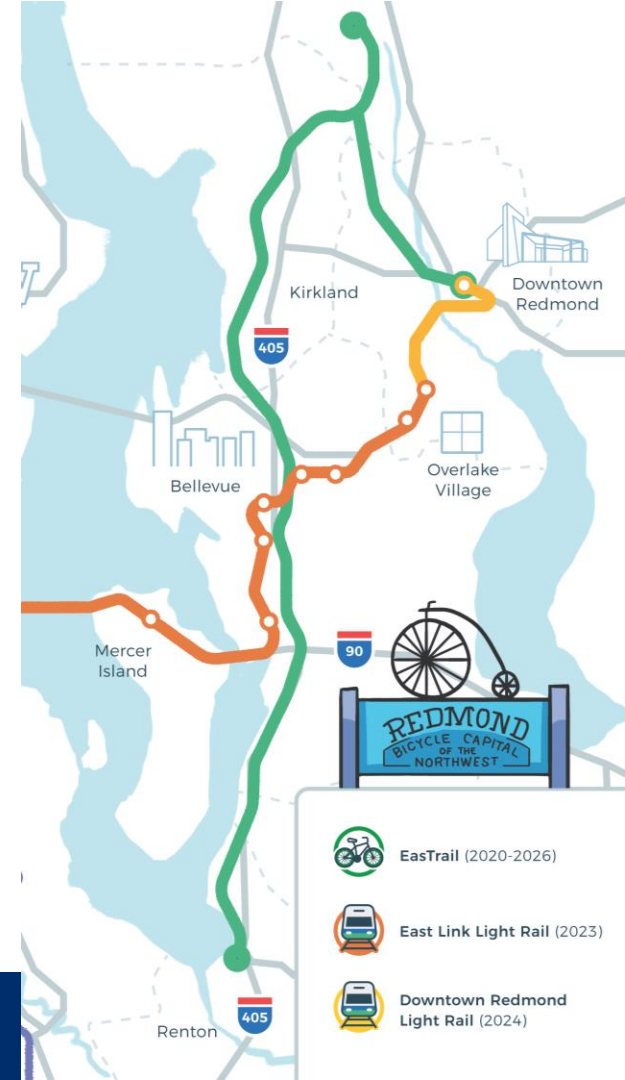 Downtown
Redmond
Kirkland
405
Bellevue
Overlake
Village
90
Mercer
Island
REDMOND
BICYCLE CAPITAL
OF THE
NORTHWEST
EasTrail (2020-2026)
East Link Light Rail (2023)
Downtown Redmond
Light Rail (2024)
405
Renton